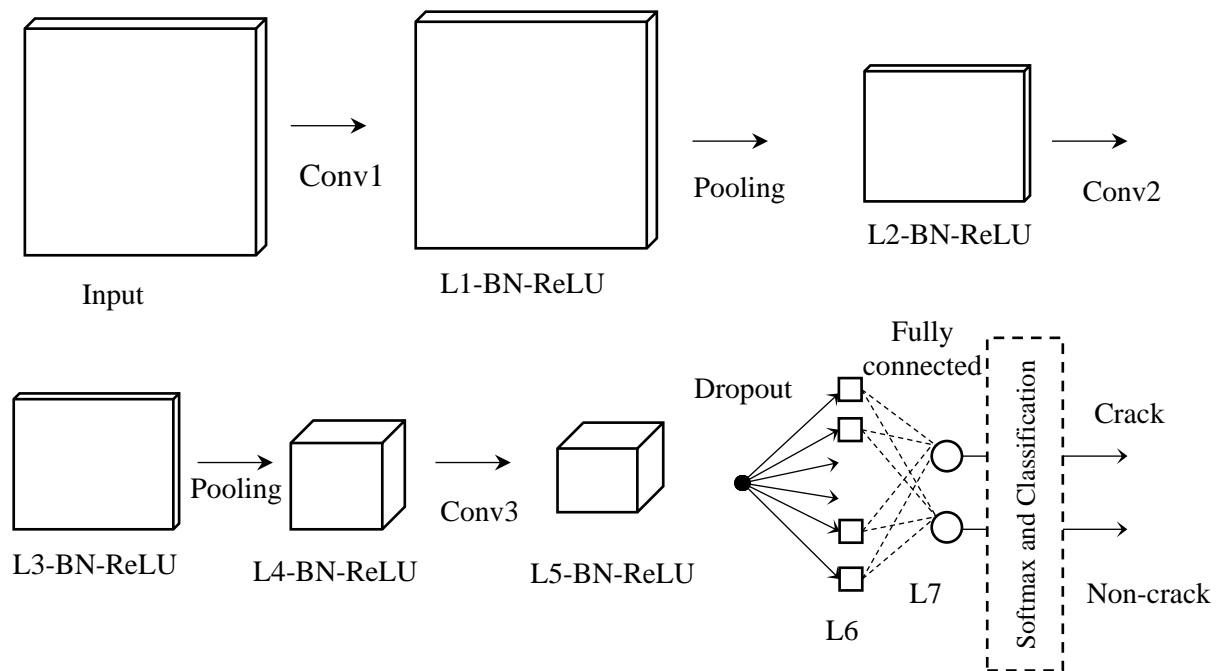 Conv1
Pooling
Conv2
Input
L1-BN-ReLU
L2-BN-ReLU
Fully
connected
Dropout
Crack
Pooling
Conv3
L3-BN-ReLU
L4-BN-ReLU
L5-BN-ReLU
L6
L7
Softmax and Classification
Non-crack